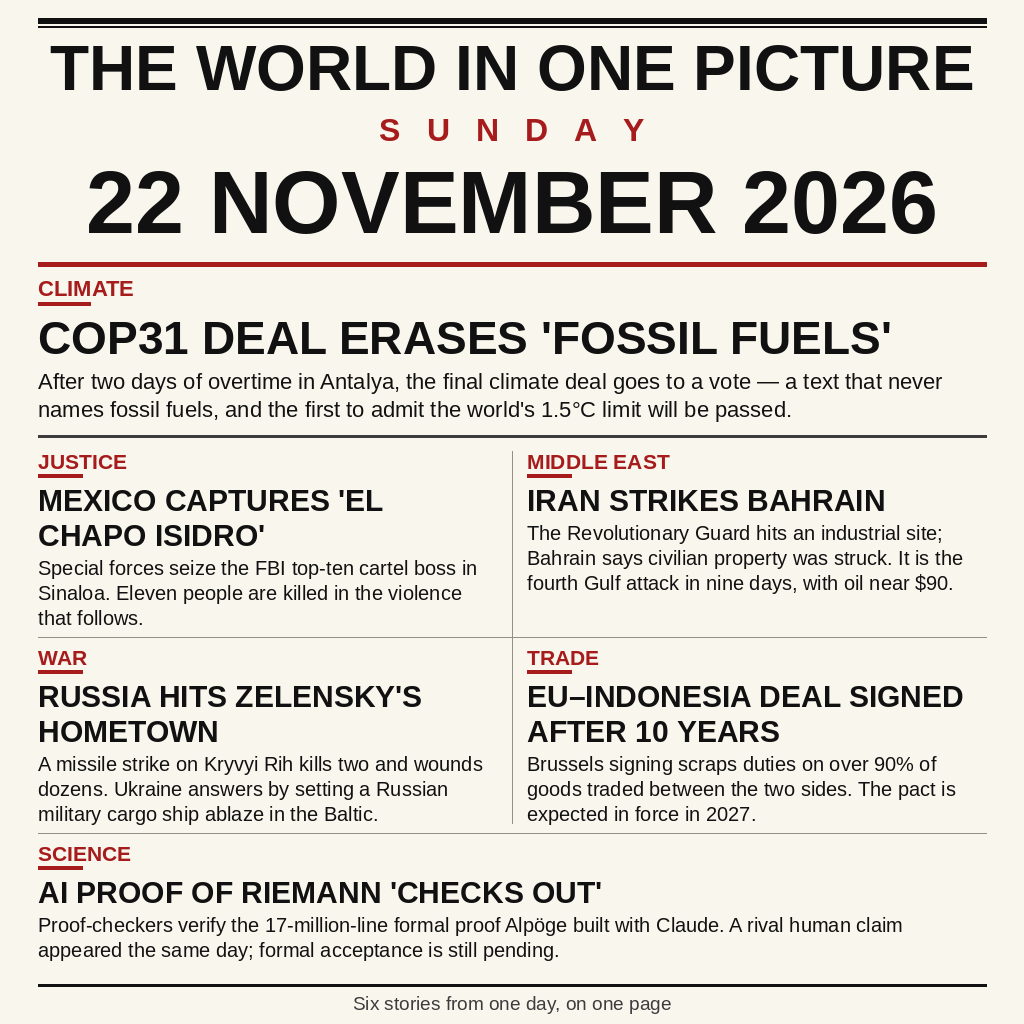 THE WORLD IN ONE PICTURE
SUNDAY
22 NOVEMBER 2026
CLIMATE
COP31 DEAL ERASES 'FOSSIL FUELS'
After two days of overtime in Antalya, the final climate deal goes to a vote — a text that never
names fossil fuels, and the first to admit the world's 1.5°C limit will be passed.
JUSTICE
MEXICO CAPTURES 'EL
CHAPO ISIDRO'
Special forces seize the FBI top-ten cartel boss in
Sinaloa. Eleven people are killed in the violence
that follows.
MIDDLE EAST
IRAN STRIKES BAHRAIN
The Revolutionary Guard hits an industrial site;
Bahrain says civilian property was struck. It is the
fourth Gulf attack in nine days, with oil near $90.
WAR
RUSSIA HITS ZELENSKY'S
HOMETOWN
A missile strike on Kryvyi Rih kills two and wounds
dozens. Ukraine answers by setting a Russian
military cargo ship ablaze in the Baltic.
TRADE
EU–INDONESIA DEAL SIGNED
AFTER 10 YEARS
Brussels signing scraps duties on over 90% of
goods traded between the two sides. The pact is
expected in force in 2027.
SCIENCE
AI PROOF OF RIEMANN 'CHECKS OUT'
Proof-checkers verify the 17-million-line formal proof Alpöge built with Claude. A rival human claim
appeared the same day; formal acceptance is still pending.
Six stories from one day, on one page